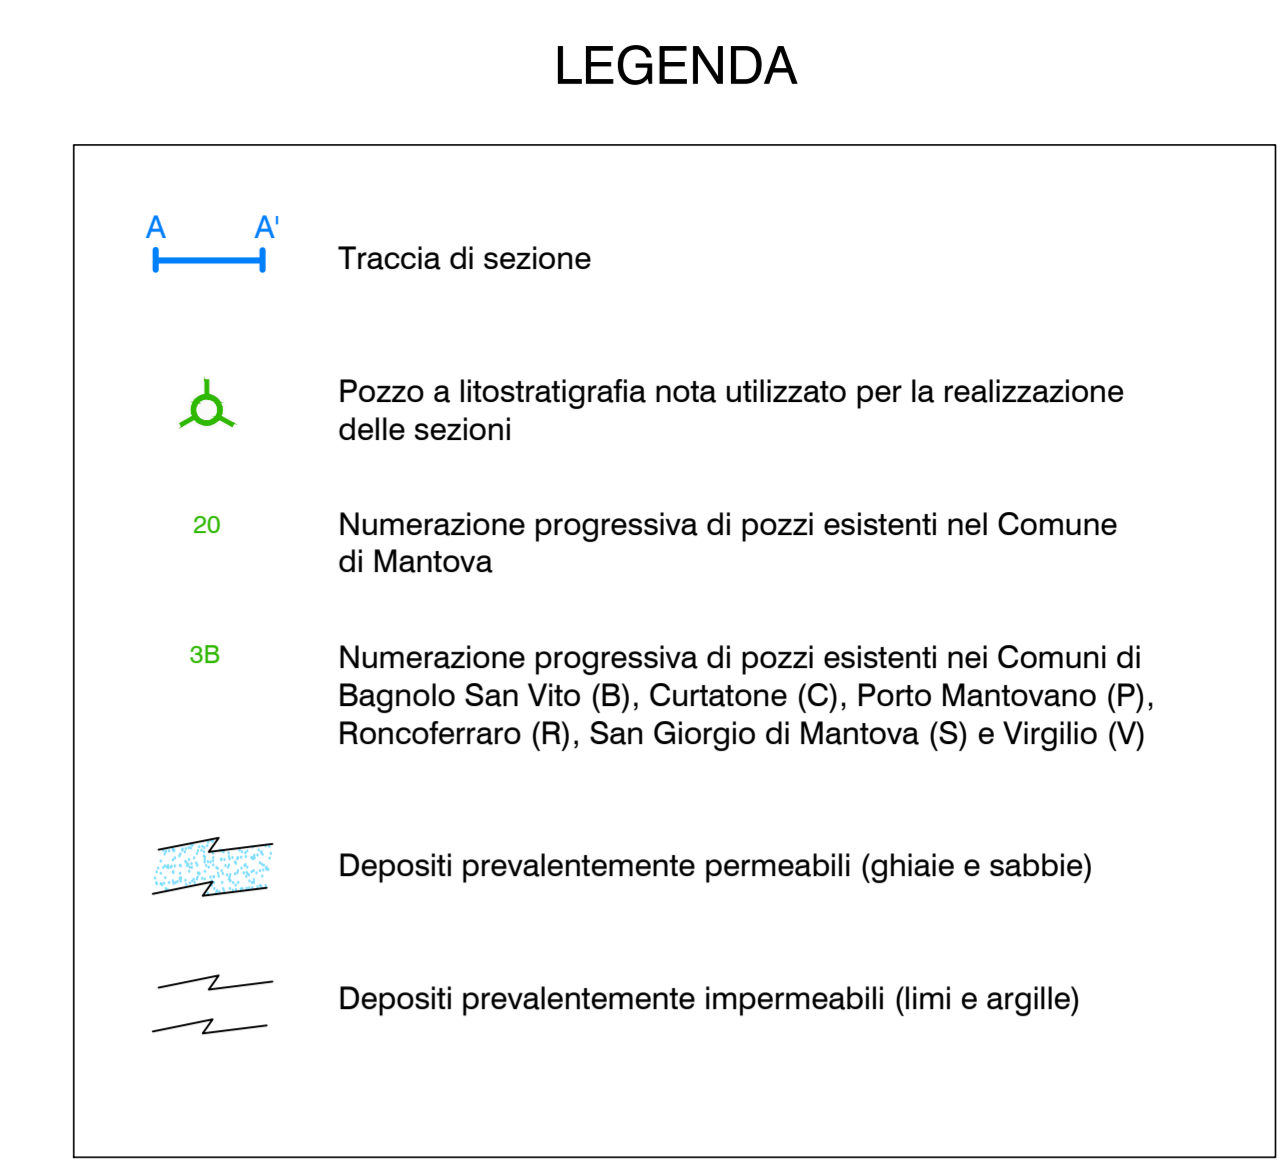 LEGENDA
A A'
Traccia di sezione
Pozzo a litostratigrafia nota utilizzato per la realizzazione
delle sezioni
20
Numerazione progressiva di pozzi esistenti nel Comune
di Mantova
3B
Numerazione progressiva di pozzi esistenti nei Comuni di
Bagnolo San Vito (B), Curtatone (C), Porto Mantovano (P),
Roncoferraro (R), San Giorgio di Mantova (S) e Virgilio (V)
Depositi prevalentemente permeabili (ghiaie e sabbie)
Depositi prevalentemente impermeabili (limi e argille)